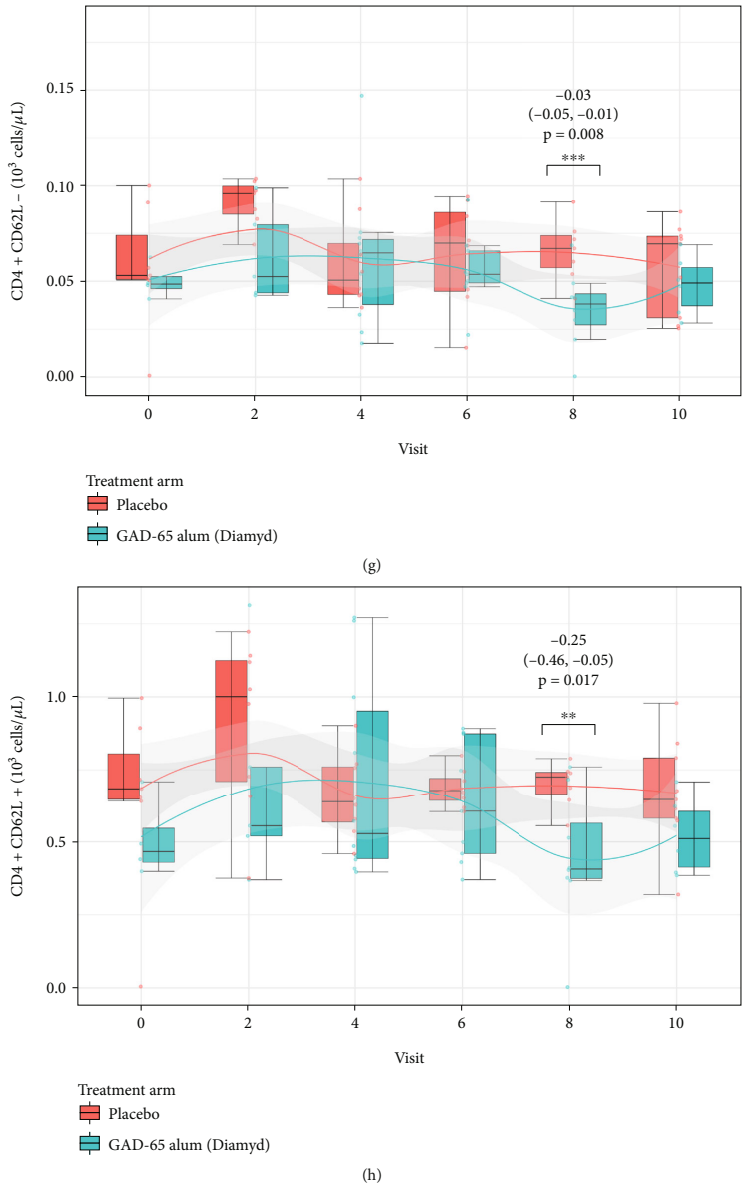 0.15
0.10
0.05
0.00
CD4 + CD62L − (10³ cells/μL)
−0.03
(−0.05, −0.01)
p = 0.008
***
0 2 4 6 8 10
Visit
Treatment arm
Placebo
GAD-65 alum (Diamyd)
(g)
1.0
0.5
0.0
CD4 + CD62L + (10³ cells/μL)
−0.25
(−0.46, −0.05)
p = 0.017
**
0 2 4 6 8 10
Visit
Treatment arm
Placebo
GAD-65 alum (Diamyd)
(h)